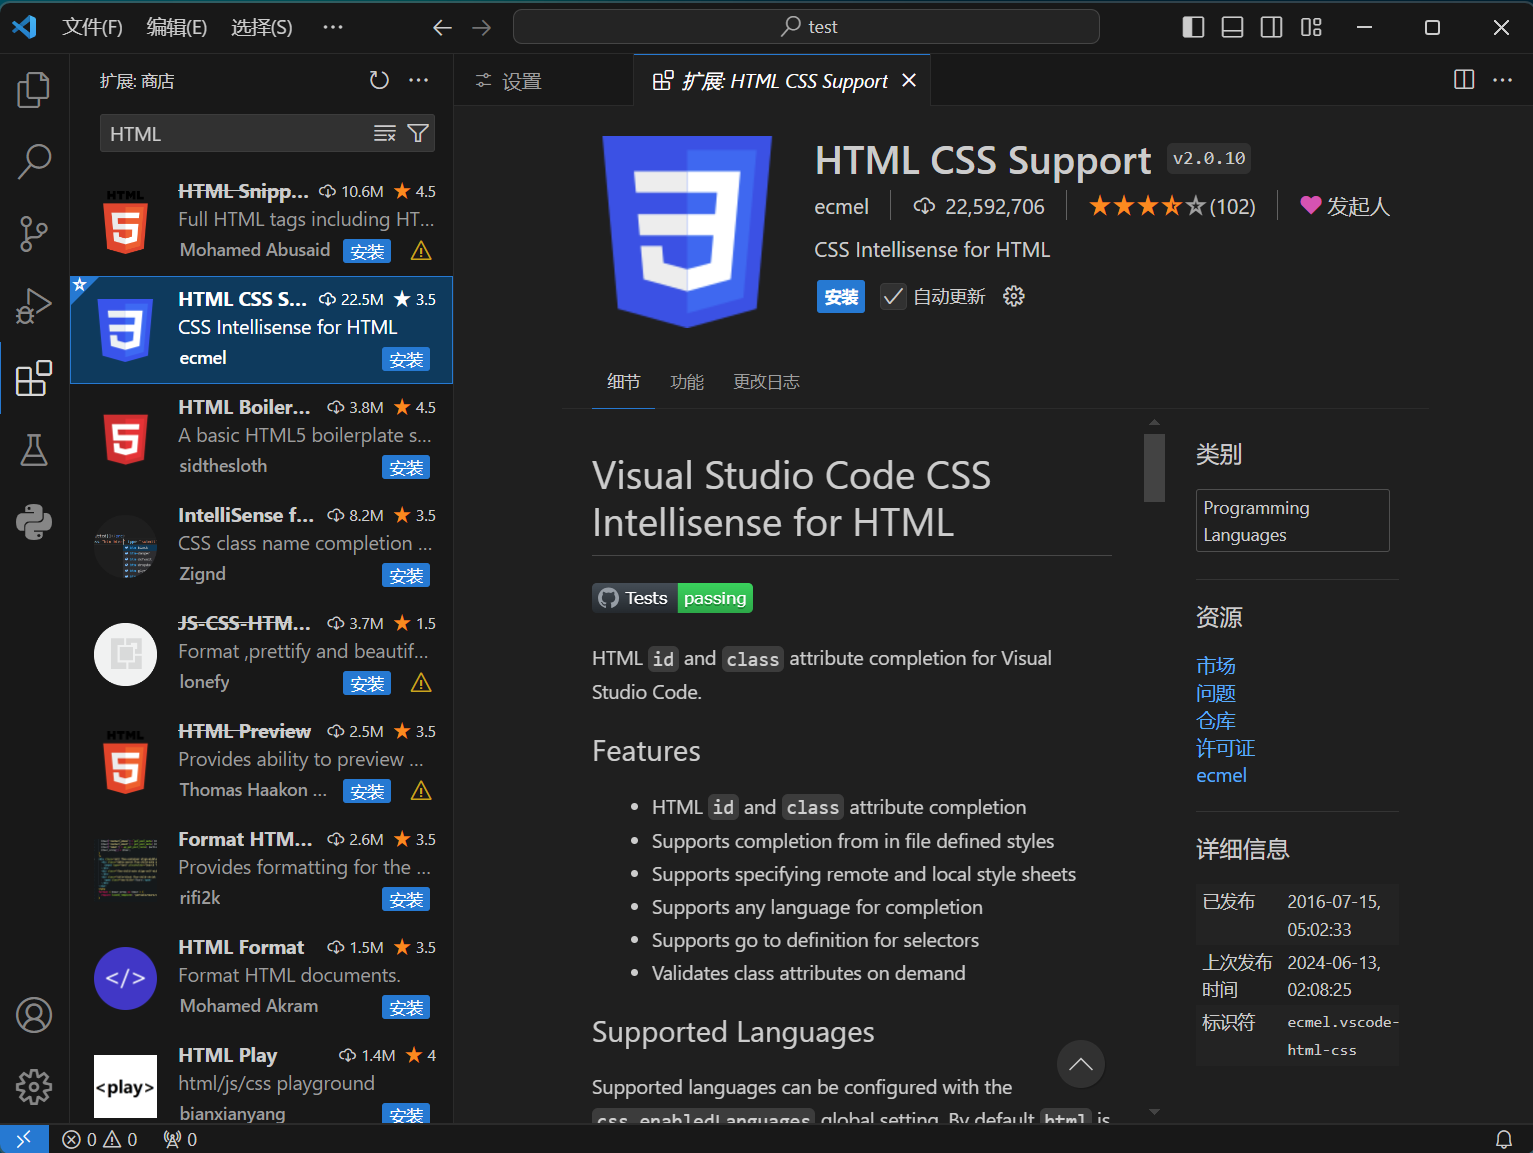 文件(F) 编辑(E) 选择(S) ··· test
扩展: 商店
设置
扩展: HTML CSS Support
HTML
HTML Snipp... 10.6M 4.5
Full HTML tags including HT...
Mohamed Abusaid 安装
HTML CSS S... 22.5M 3.5
CSS Intellisense for HTML
ecmel 安装
HTML Boiler... 3.8M 4.5
A basic HTML5 boilerplate s...
sidthesloth 安装
IntelliSense f... 8.2M 3.5
CSS class name completion ...
Zignd 安装
JS-CSS-HTM... 3.7M 1.5
Format ,prettify and beautif...
lonefy 安装
HTML Preview 2.5M 3.5
Provides ability to preview ...
Thomas Haakon ... 安装
Format HTM... 2.6M 3.5
Provides formatting for the ...
rifi2k 安装
HTML Format 1.5M 3.5
Format HTML documents.
Mohamed Akram 安装
HTML Play 1.4M 4
<play>
html/js/css playground
bianxianyang 安装
HTML CSS Support v2.0.10
ecmel 22,592,706 (102) 发起人
CSS Intellisense for HTML
安装 自动更新
细节 功能 更改日志
Visual Studio Code CSS
Intellisense for HTML
Tests passing
HTML id and class attribute completion for Visual
Studio Code.
Features
• HTML id and class attribute completion
• Supports completion from in file defined styles
• Supports specifying remote and local style sheets
• Supports any language for completion
• Supports go to definition for selectors
• Validates class attributes on demand
Supported Languages
Supported languages can be configured with the
css.enabledLanguages global setting. By default html is
类别
Programming
Languages
资源
市场
问题
仓库
许可证
ecmel
详细信息
已发布 2016-07-15,
05:02:33
上次发布 2024-06-13,
时间 02:08:25
标识符 ecmel.vscode-
html-css
0 0 0